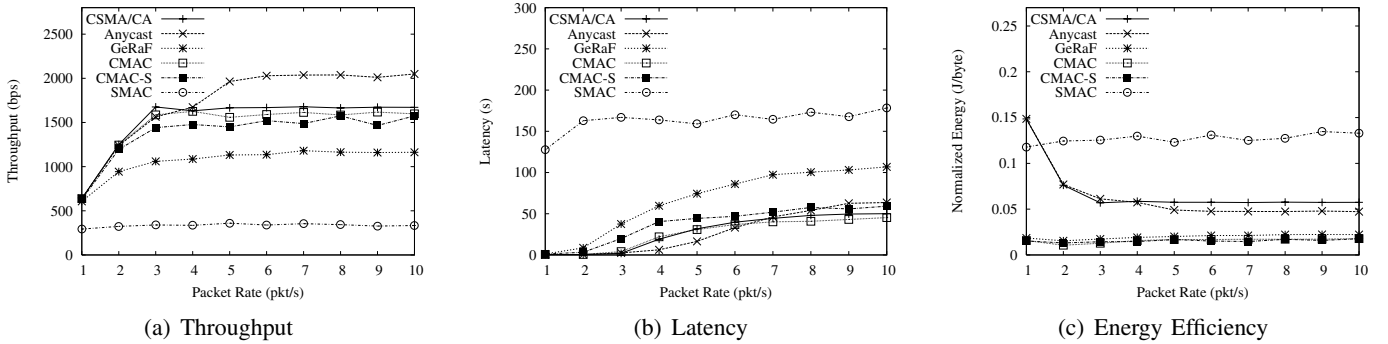 Throughput (bps)
2500
2000
1500
1000
500
0
CSMA/CA
Anycast
GeRaF
CMAC
CMAC-S
SMAC
1 2 3 4 5 6 7 8 9 10
Packet Rate (pkt/s)
(a) Throughput
Latency (s)
300
250
200
150
100
50
0
CSMA/CA
Anycast
GeRaF
CMAC
CMAC-S
SMAC
1 2 3 4 5 6 7 8 9 10
Packet Rate (pkt/s)
(b) Latency
Normalized Energy (J/byte)
0.25
0.2
0.15
0.1
0.05
0
CSMA/CA
Anycast
GeRaF
CMAC
CMAC-S
SMAC
1 2 3 4 5 6 7 8 9 10
Packet Rate (pkt/s)
(c) Energy Efficiency